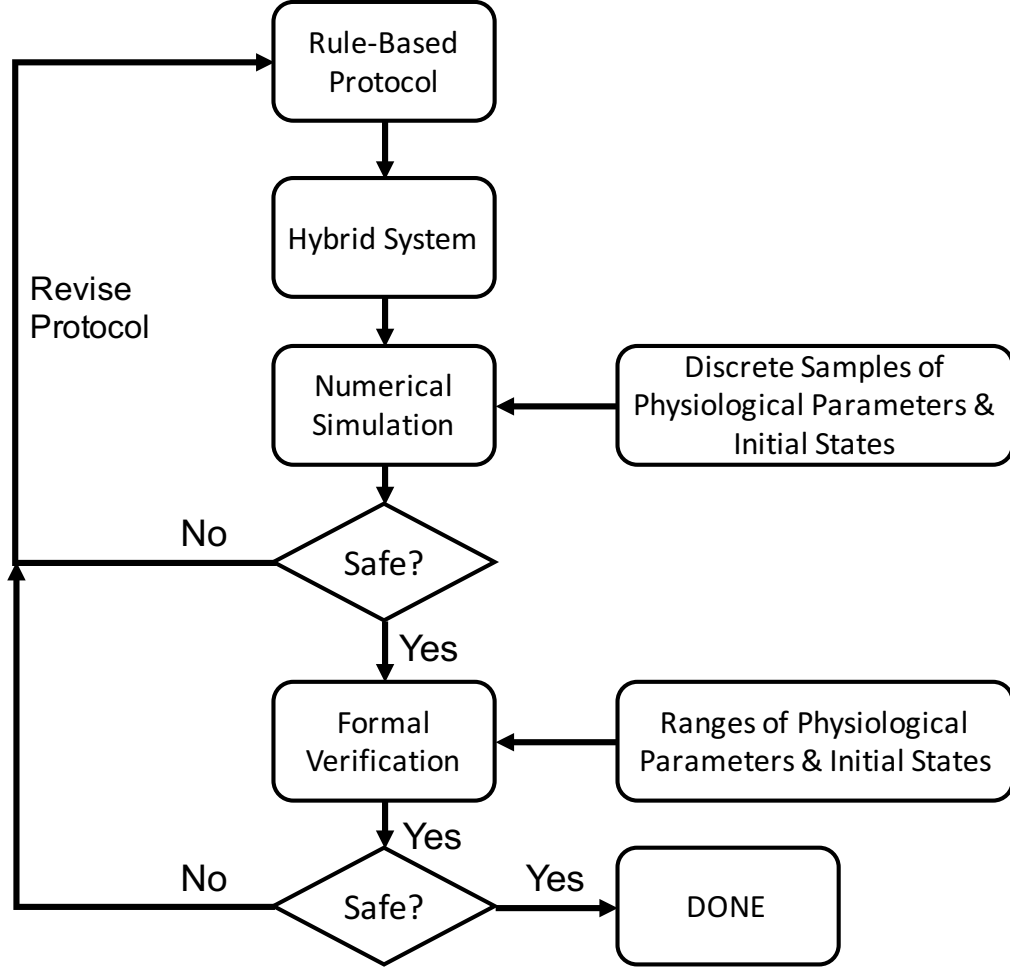 Rule-Based
Protocol
Hybrid System
Revise
Protocol
Numerical
Simulation
Discrete Samples of
Physiological Parameters &
Initial States
No
Safe?
Yes
Formal
Verification
Ranges of Physiological
Parameters & Initial States
Yes
No
Safe?
Yes
DONE